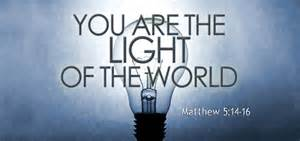 YOU ARE THE
LIGHT
OF THE WORLD
Matthew 5:14-16